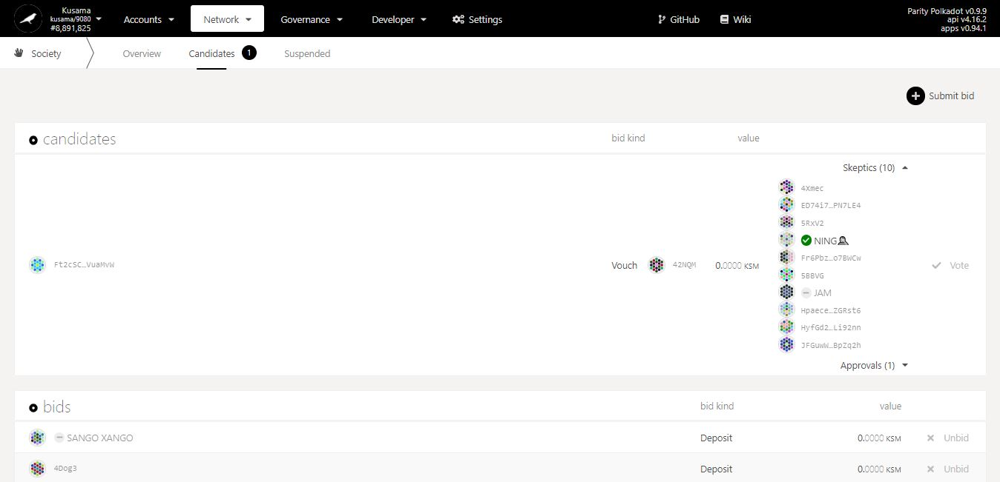 Kusama
kusama/9080
#8,891,825
Accounts
Network
Governance
Developer
Settings
GitHub
Wiki
Parity Polkadot v0.9.9
api v4.16.2
apps v0.94.1
Society
Overview
Candidates 1
Suspended
Submit bid
candidates bid kind value
Skeptics (10)
4Xmec
ED74i7…PN7LE4
5RxV2
NING
Fr6Pbz…o7BWCw
5BBVG
JAM
Hpaece…ZGRst6
HyfGd2…Li92nn
JFGuwW…BpZq2h
Ft2cSC…VuaMvW Vouch 42NQM 0.0000 KSM Vote
Approvals (1)
bids bid kind value
SANGO XANGO Deposit 0.0000 KSM Unbid
4Dog3 Deposit 0.0000 KSM Unbid